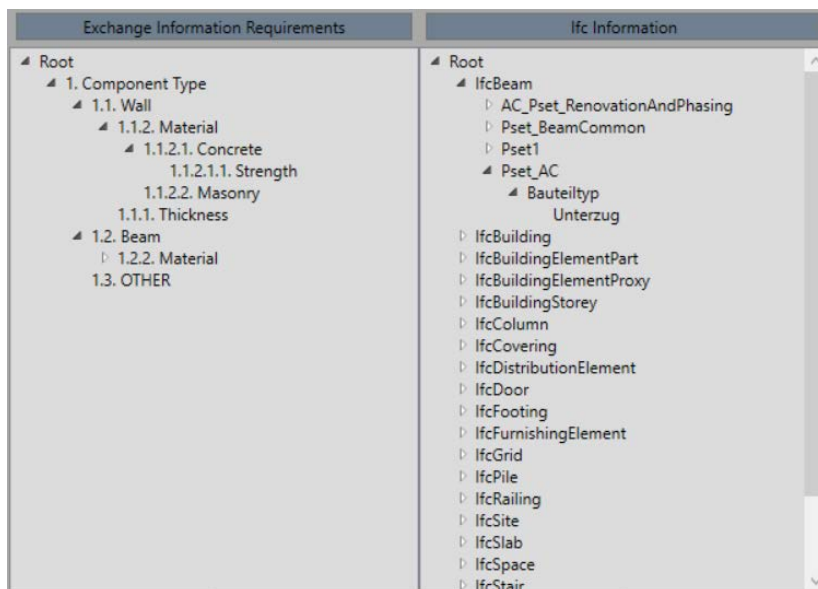 Exchange Information Requirements
Root
1. Component Type
1.1. Wall
1.1.2. Material
1.1.2.1. Concrete
1.1.2.1.1. Strength
1.1.2.2. Masonry
1.1.1. Thickness
1.2. Beam
1.2.2. Material
1.3. OTHER
Ifc Information
Root
IfcBeam
AC_Pset_RenovationAndPhasing
Pset_BeamCommon
Pset1
Pset_AC
Bauteiltyp
Unterzug
IfcBuilding
IfcBuildingElementPart
IfcBuildingElementProxy
IfcBuildingStorey
IfcColumn
IfcCovering
IfcDistributionElement
IfcDoor
IfcFooting
IfcFurnishingElement
IfcGrid
IfcPile
IfcRailing
IfcSite
IfcSlab
IfcSpace
IfcStair